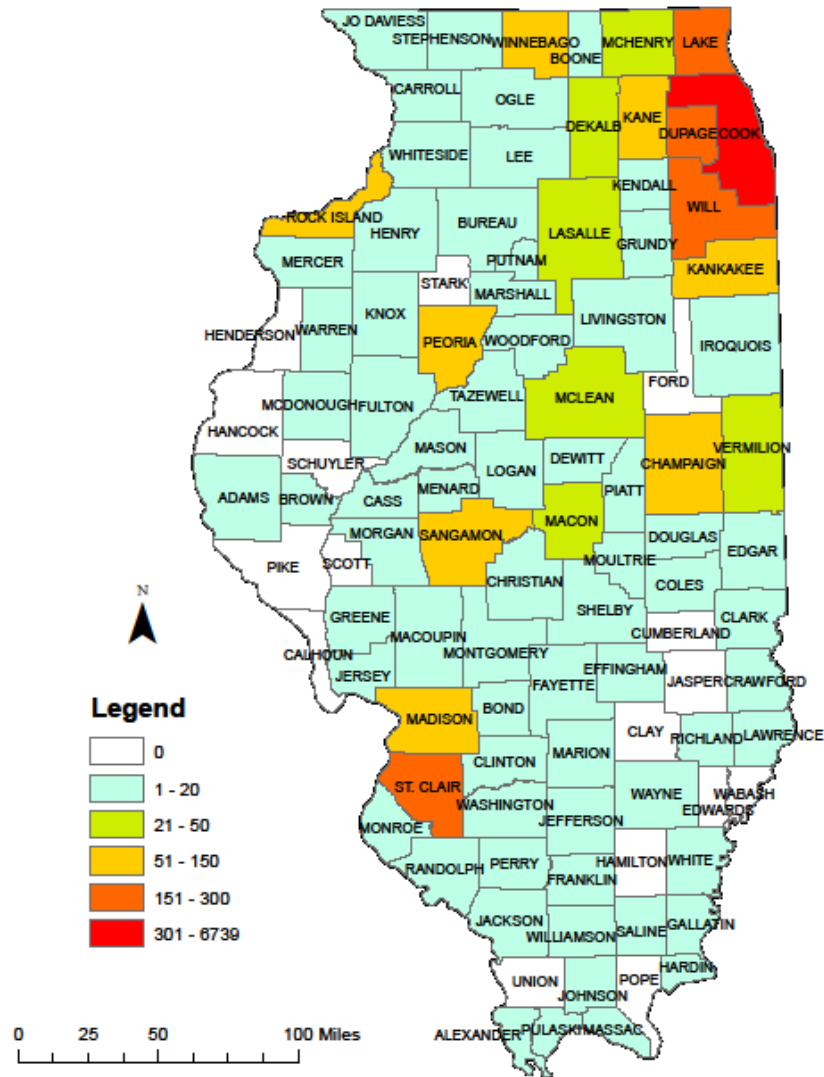 JO DAVIESS
STEPHENSON
WINNEBAGO
BOONE
MCHENRY
LAKE
CARROLL
OGLE
DEKALB
KANE
DUPAGE
COOK
WHITESIDE
LEE
KENDALL
WILL
ROCK ISLAND
HENRY
BUREAU
LASALLE
GRUNDY
MERCER
PUTNAM
KANKAKEE
STARK
MARSHALL
HENDERSON
WARREN
KNOX
PEORIA
WOODFORD
LIVINGSTON
IROQUOIS
FORD
TAZEWELL
MCLEAN
HANCOCK
MCDONOUGH
FULTON
MASON
VERMILION
SCHUYLER
LOGAN
DEWITT
CHAMPAIGN
ADAMS
BROWN
CASS
MENARD
PIATT
MACON
MORGAN
SANGAMON
DOUGLAS
EDGAR
PIKE
SCOTT
CHRISTIAN
MOULTRIE
COLES
N
GREENE
SHELBY
CLARK
CUMBERLAND
CALHOUN
MACOUPIN
MONTGOMERY
JERSEY
EFFINGHAM
FAYETTE
JASPER
CRAWFORD
Legend
MADISON
BOND
CLAY
RICHLAND
LAWRENCE
0
CLINTON
MARION
1 - 20
ST. CLAIR
WAYNE
WABASH
EDWARDS
21 - 50
WASHINGTON
JEFFERSON
MONROE
51 - 150
RANDOLPH
PERRY
HAMILTON
WHITE
FRANKLIN
151 - 300
JACKSON
WILLIAMSON
SALINE
GALLATIN
301 - 6739
UNION
JOHNSON
POPE
HARDIN
ALEXANDER
PULASKI
MASSAC
0 25 50 100 Miles